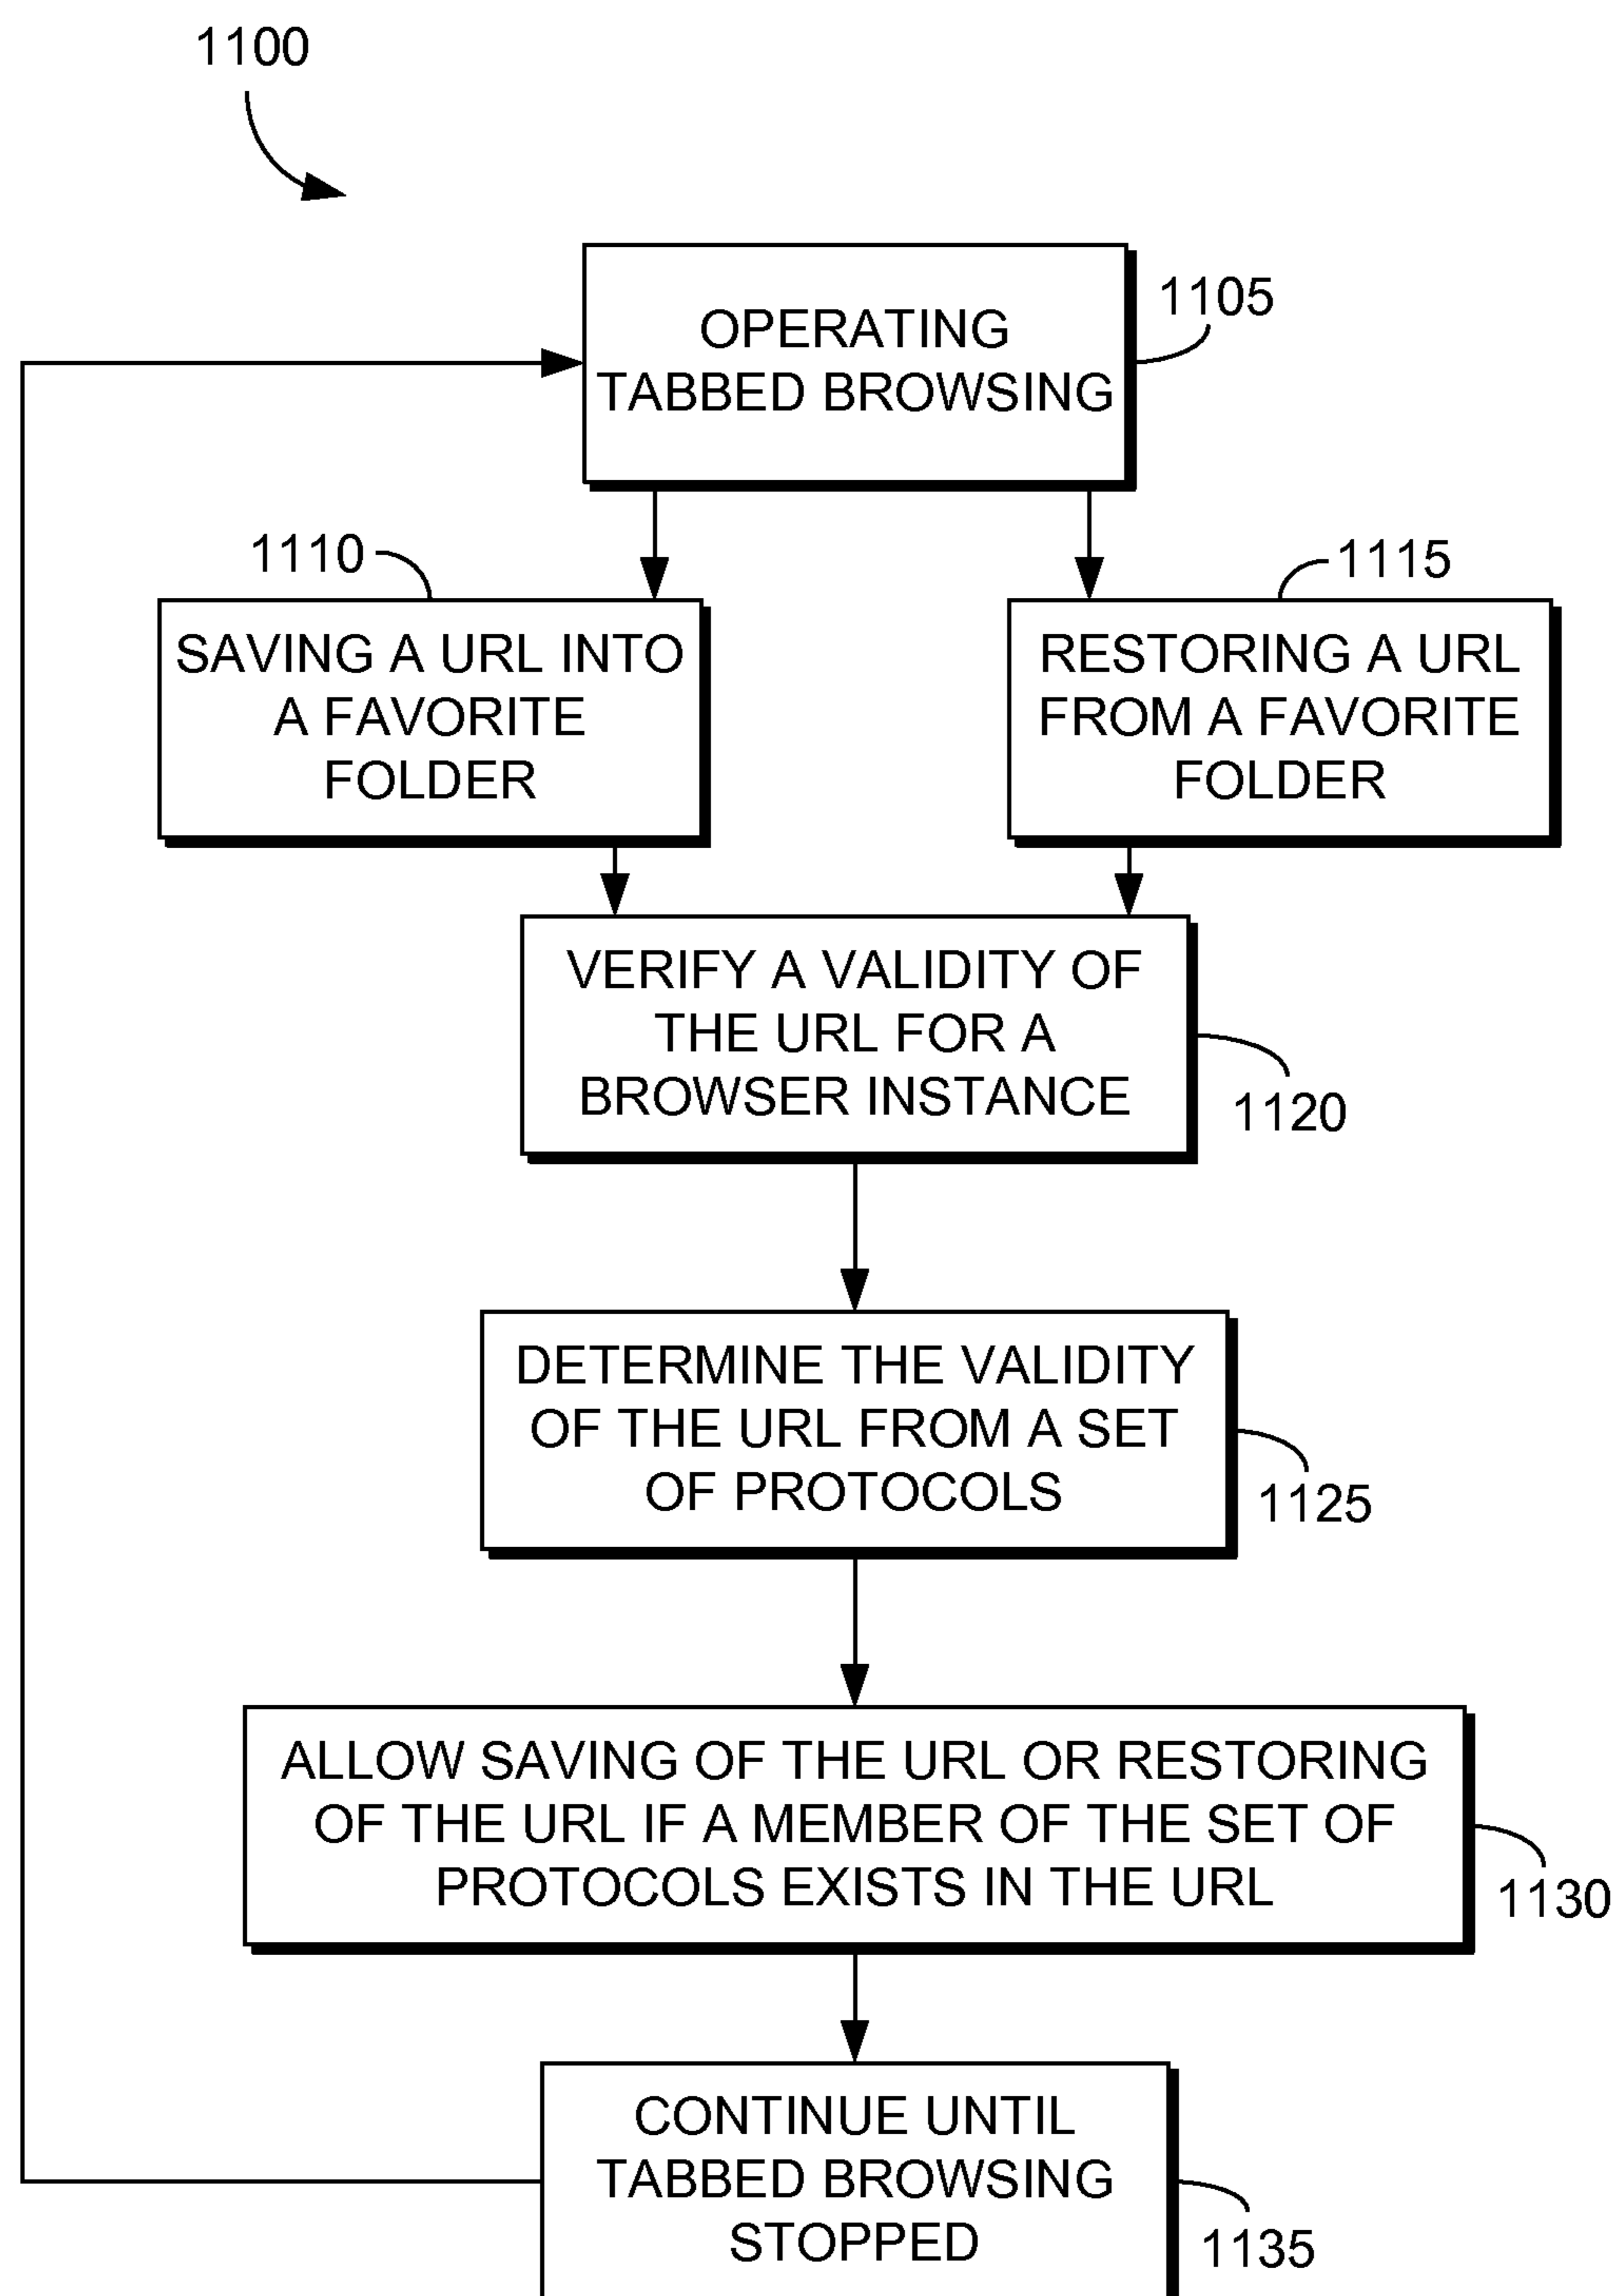 1100
OPERATING
TABBED BROWSING
1105
1110
1115
SAVING A URL INTO
A FAVORITE
FOLDER
RESTORING A URL
FROM A FAVORITE
FOLDER
VERIFY A VALIDITY OF
THE URL FOR A
BROWSER INSTANCE
1120
DETERMINE THE VALIDITY
OF THE URL FROM A SET
OF PROTOCOLS
1125
ALLOW SAVING OF THE URL OR RESTORING
OF THE URL IF A MEMBER OF THE SET OF
PROTOCOLS EXISTS IN THE URL
1130
CONTINUE UNTIL
TABBED BROWSING
STOPPED
1135